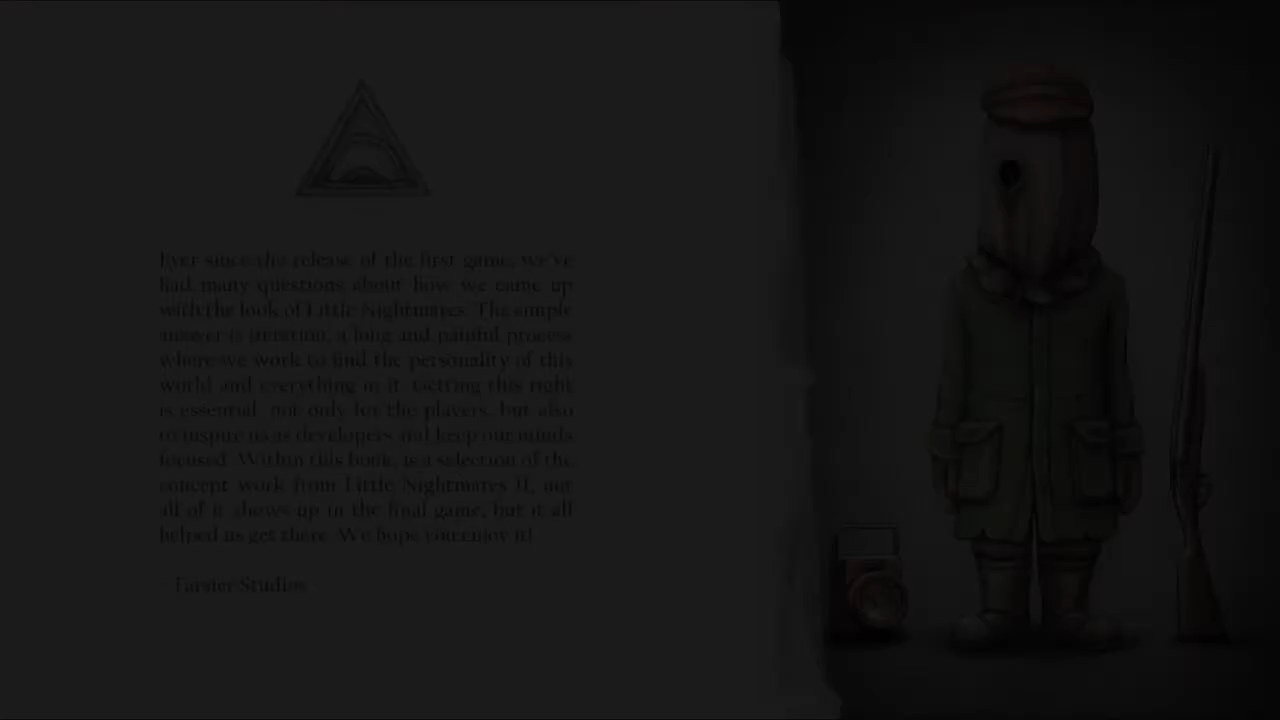 Ever since the release of the first game, we've
had many questions about how we came up
with the look of Little Nightmares. The simple
answer is iteration, a long and painful process
where we work to find the personality of this
world and everything in it. Getting this right
is essential, not only for the players, but also
to inspire us as developers and keep our minds
focused. Within this book, is a selection of the
concept work from Little Nightmares II, not
all of it shows up in the final game, but it all
helped us get there. We hope you enjoy it!
- Tarsier Studios